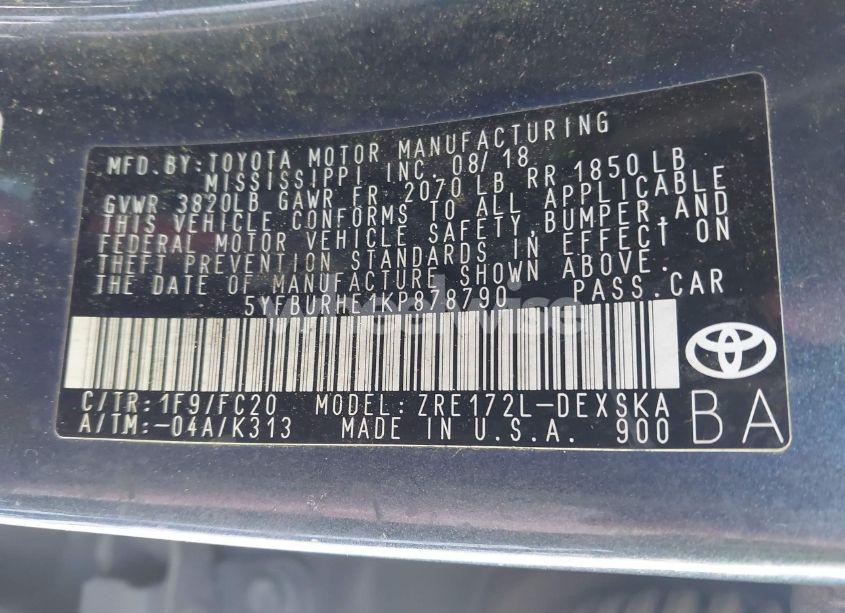 MFD.BY:TOYOTA MOTOR MANUFACTURING
MISSISSIPPI INC. 08/18
GVWR 3820LB GAWR FR 2070LB RR 1850LB
THIS VEHICLE CONFORMS TO ALL APPLICABLE
FEDERAL MOTOR VEHICLE SAFETY,BUMPER,AND
THEFT PREVENTION STANDARDS IN EFFECT ON
THE DATE OF MANUFACTURE SHOWN ABOVE.
5YFBURHE1KP878790 PASS.CAR
wheelwise
C/TR:1F9/FC20 MODEL:ZRE172L-DEXSKA
A/TM:-04A/K313 MADE IN U.S.A. 900
BA